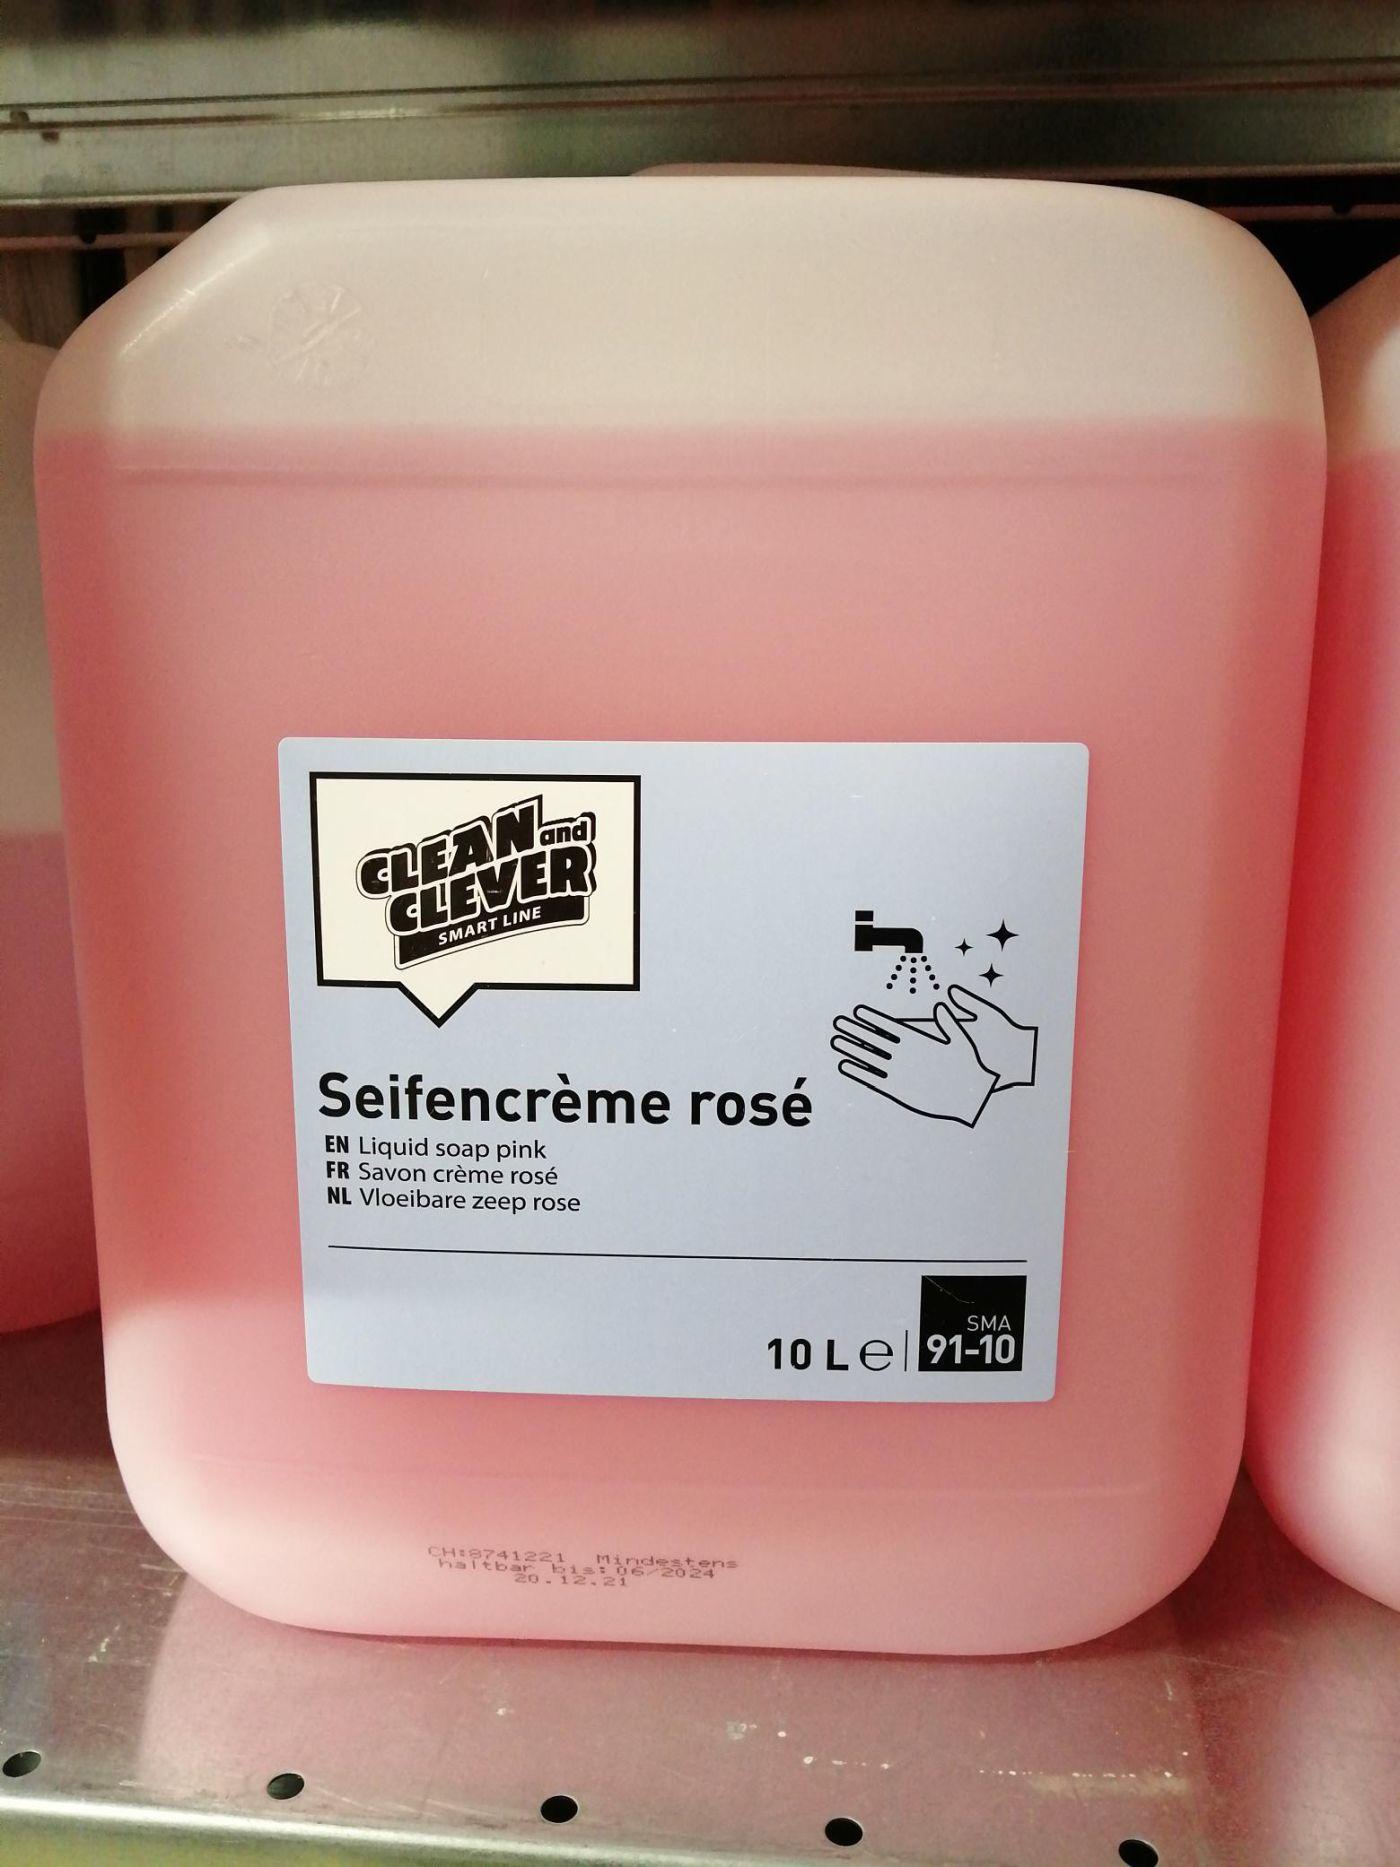 CLEAN and
CLEVER
SMART LINE
Seifencrème rosé
EN Liquid soap pink
FR Savon crème rosé
NL Vloeibare zeep rose
10 L ℮
SMA
91-10
CH:8741221 Mindestens
haltbar bis:06/2024
20.12.21